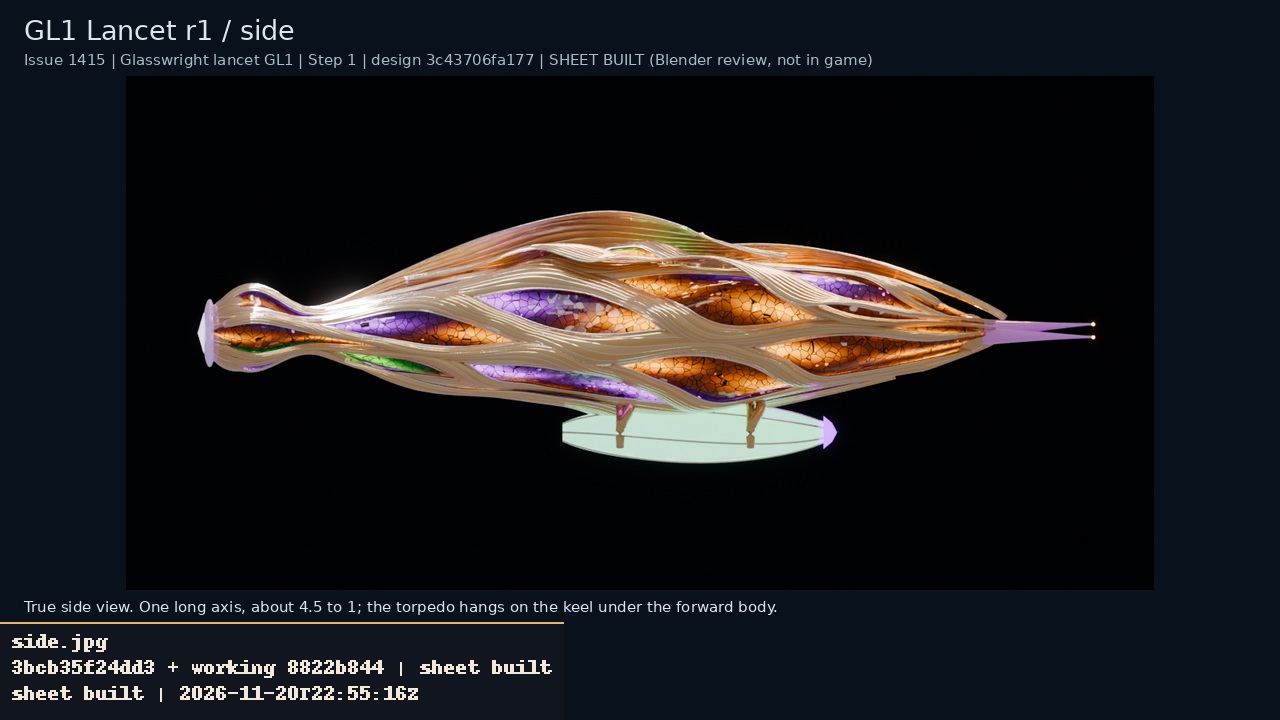 GL1 Lancet r1 / side
Issue 1415 | Glasswright lancet GL1 | Step 1 | design 3c43706fa177 | SHEET BUILT (Blender review, not in game)
True side view. One long axis, about 4.5 to 1; the torpedo hangs on the keel under the forward body.
side.jpg
3bcb35f24dd3 + working 8822b844 | sheet built
sheet built | 2026-11-20T22:55:16Z